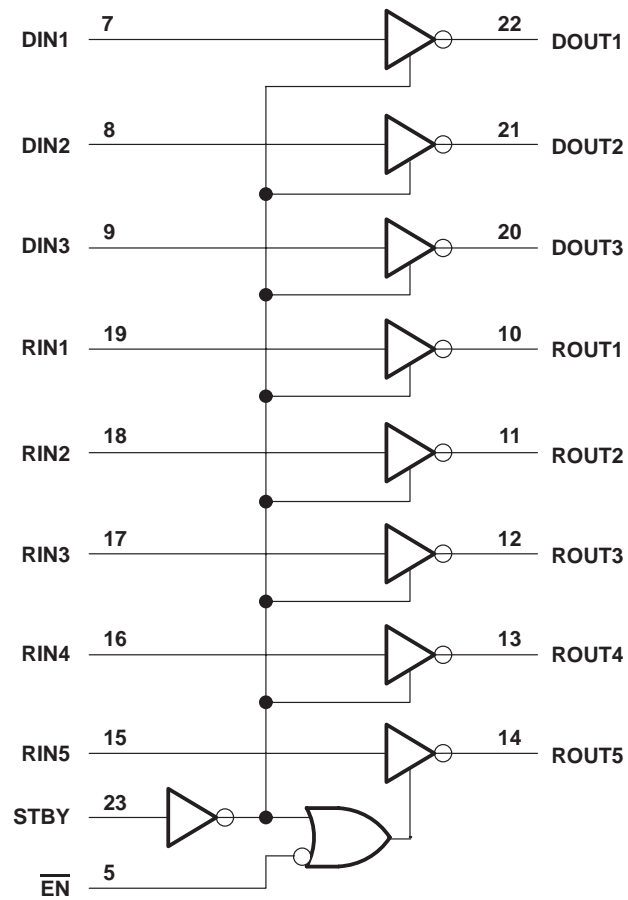 DIN1 7 22 DOUT1
DIN2 8 21 DOUT2
DIN3 9 20 DOUT3
RIN1 19 10 ROUT1
RIN2 18 11 ROUT2
RIN3 17 12 ROUT3
RIN4 16 13 ROUT4
RIN5 15 14 ROUT5
STBY 23
E̅N̅ 5